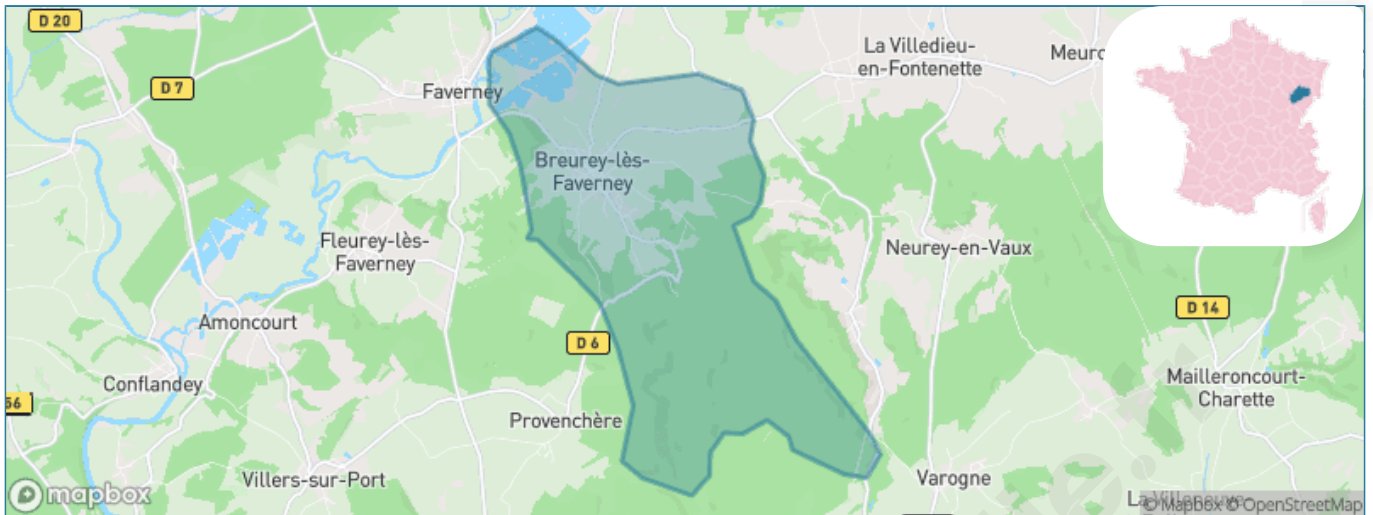 D 20
La Villedieu-
en-Fontenette
Meurc
D 7
Faverney
Breurey-lès-
Faverney
Fleurey-lès-
Faverney
Neurey-en-Vaux
D 14
Amoncourt
D 6
Conflandey
Mailleroncourt-
Charette
56
Provenchère
Villers-sur-Port
Varogne
mapbox
© Mapbox © OpenStreetMap